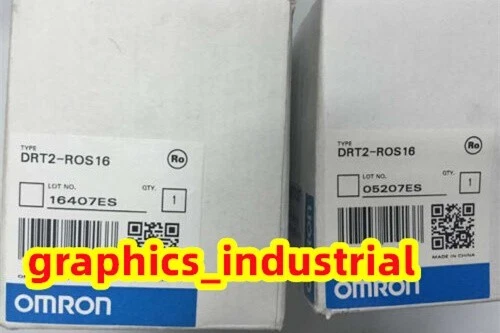 TYPE
DRT2-ROS16
Ro
LOT NO.
QTY.
16407ES
1
TYPE
DRT2-ROS16
Ro
LOT NO.
QTY.
05207ES
1
MADE IN CHINA
graphics_industrial
OMRON
OMRON